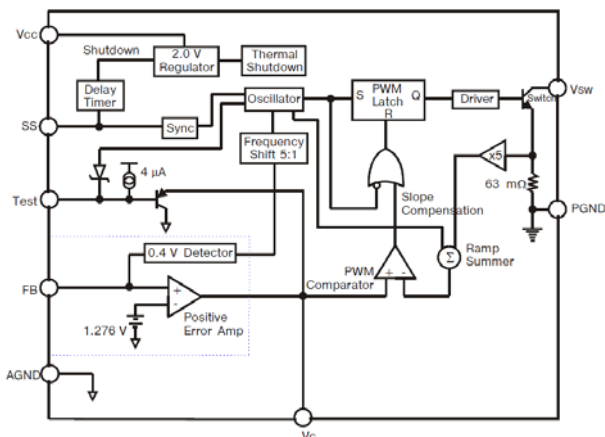 Vcc
Shutdown
2.0 V
Regulator
Thermal
Shutdown
Delay
Timer
SS
Sync
Oscillator
S
PWM
Latch
Q
R
Driver
Switch
Vsw
Frequency
Shift 5:1
x5
63 mΩ
4 µA
Test
Slope
Compensation
PGND
0.4 V Detector
Σ
Ramp
Summer
PWM
Comparator
+
-
FB
+
-
1.276 V
Positive
Error Amp
AGND
Vc